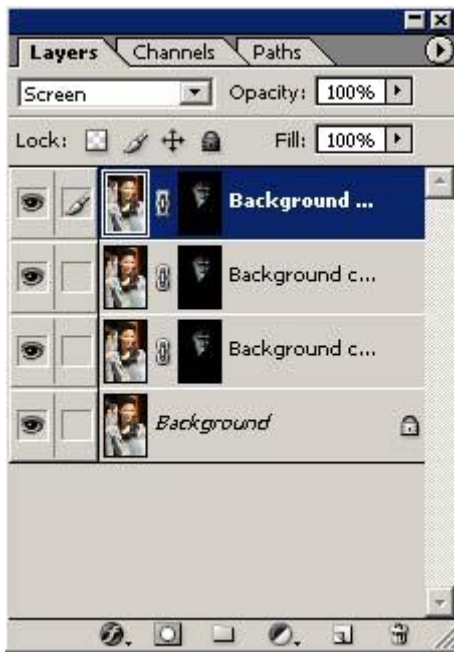 Layers Channels Paths
Screen Opacity: 100%
Lock: Fill: 100%
Background ...
Background c...
Background c...
Background